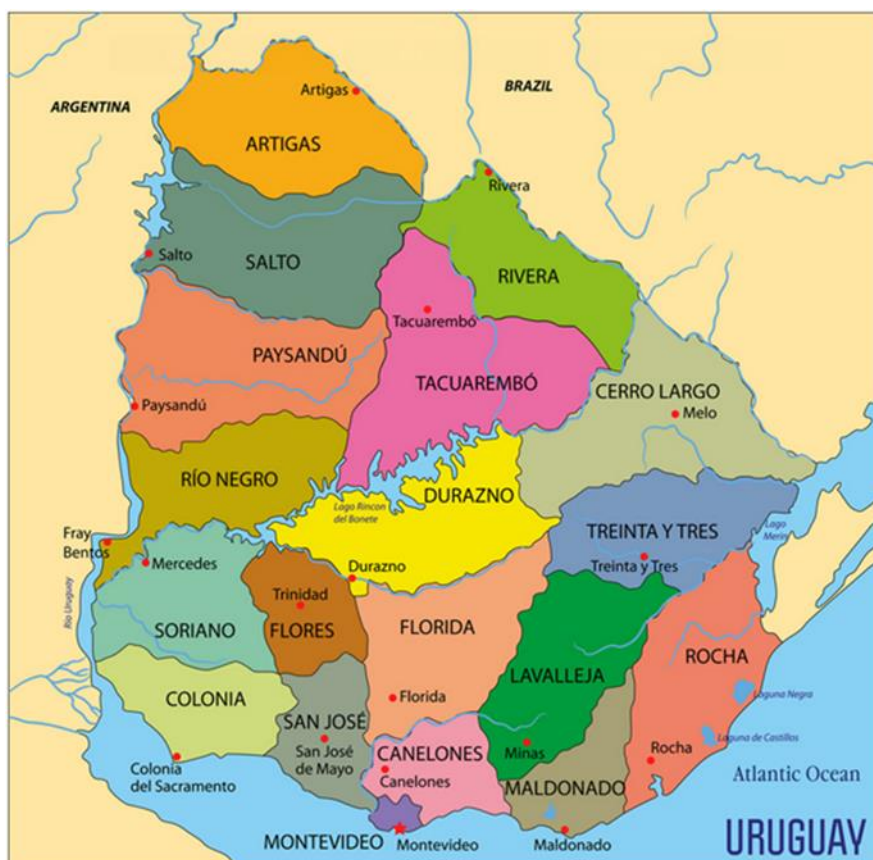 ARGENTINA
BRAZIL
Artigas
ARTIGAS
Rivera
Salto
SALTO
RIVERA
Tacuarembó
PAYSANDÚ
TACUAREMBÓ
CERRO LARGO
Paysandú
Melo
RÍO NEGRO
DURAZNO
Lago Rincon
del Bonete
Fray
Bentos
TREINTA Y TRES
Lago
Merin
Mercedes
Durazno
Treinta y Tres
Río Uruguay
Trinidad
SORIANO
FLORES
FLORIDA
ROCHA
LAVALLEJA
COLONIA
Florida
Laguna Negra
SAN JOSÉ
San José
de Mayo
CANELONES
Minas
Rocha
Laguna de Castillos
Colonia
del Sacramento
Canelones
MALDONADO
Atlantic Ocean
MONTEVIDEO
Montevideo
Maldonado
URUGUAY